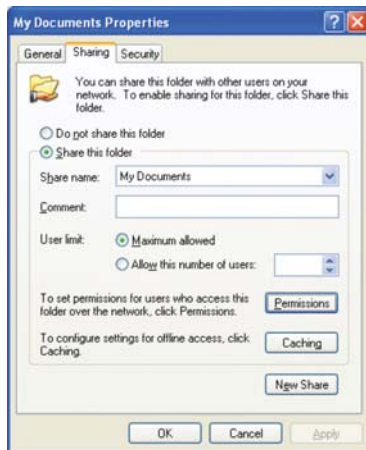 My Documents Properties
General Sharing Security
You can share this folder with other users on your
network. To enable sharing for this folder, click Share this
folder.
Do not share this folder
Share this folder
Share name: My Documents
Comment:
User limit: Maximum allowed
Allow this number of users:
To set permissions for users who access this
folder over the network, click Permissions.
Permissions
To configure settings for offline access, click
Caching.
Caching
New Share
OK Cancel Apply